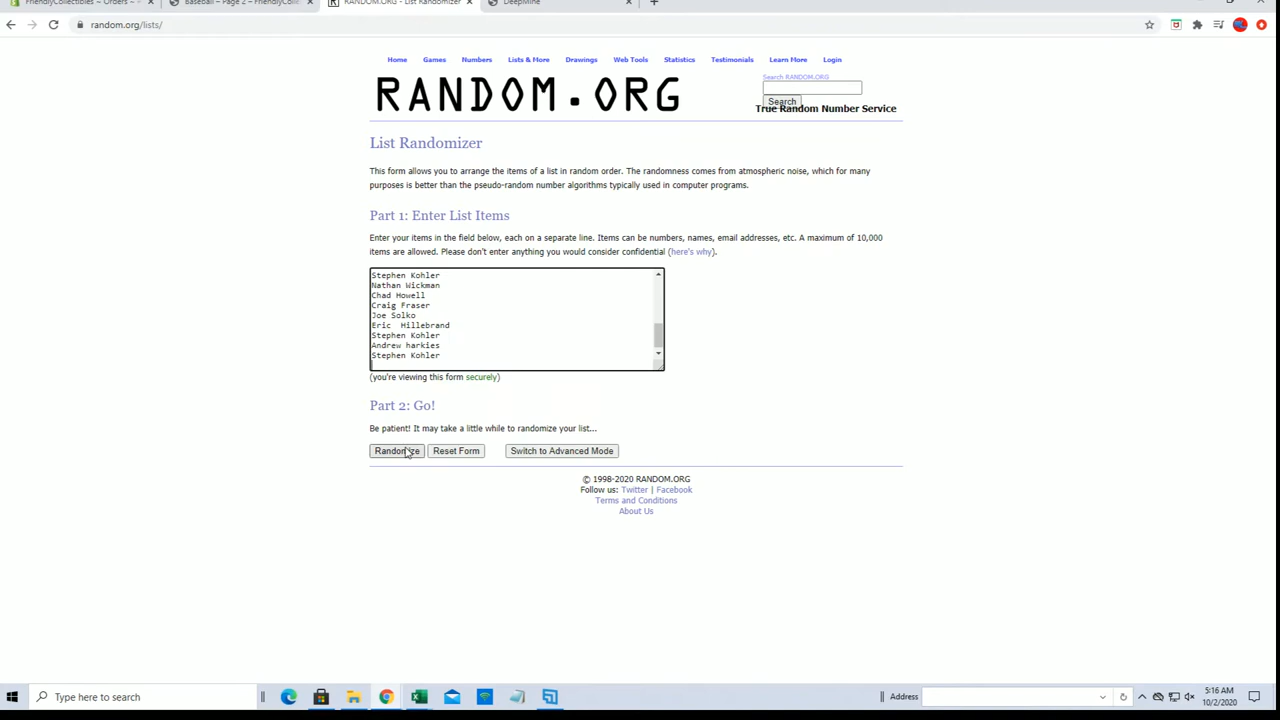 FriendlyCollectibles ~ Orders ~
Baseball – Page 2 – FriendlyColle
RANDOM.ORG - List Randomizer
DeepMine
random.org/lists/
Home Games Numbers Lists & More Drawings Web Tools Statistics Testimonials Learn More Login
RANDOM.ORG
Search RANDOM.ORG
Search
True Random Number Service
List Randomizer
This form allows you to arrange the items of a list in random order. The randomness comes from atmospheric noise, which for many
purposes is better than the pseudo-random number algorithms typically used in computer programs.
Part 1: Enter List Items
Enter your items in the field below, each on a separate line. Items can be numbers, names, email addresses, etc. A maximum of 10,000
items are allowed. Please don't enter anything you would consider confidential (here's why).
Stephen Kohler
Nathan Wickman
Chad Howell
Craig Fraser
Joe Solko
Eric  Hillebrand
Stephen Kohler
Andrew harkies
Stephen Kohler
(you're viewing this form securely)
Part 2: Go!
Be patient! It may take a little while to randomize your list...
Randomize Reset Form Switch to Advanced Mode
© 1998-2020 RANDOM.ORG
Follow us: Twitter | Facebook
Terms and Conditions
About Us
Type here to search
Address
5:16 AM
10/2/2020